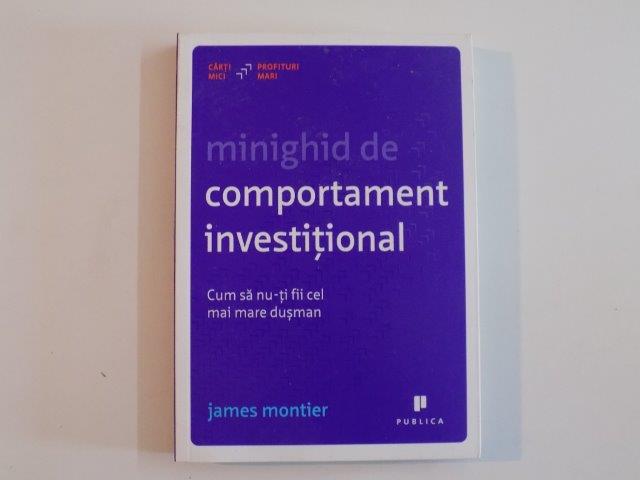 CĂRȚI PROFITURI
MICI MARI
minighid de
comportament
investițional
Cum să nu-ți fii cel
mai mare dușman
james montier
PUBLICA